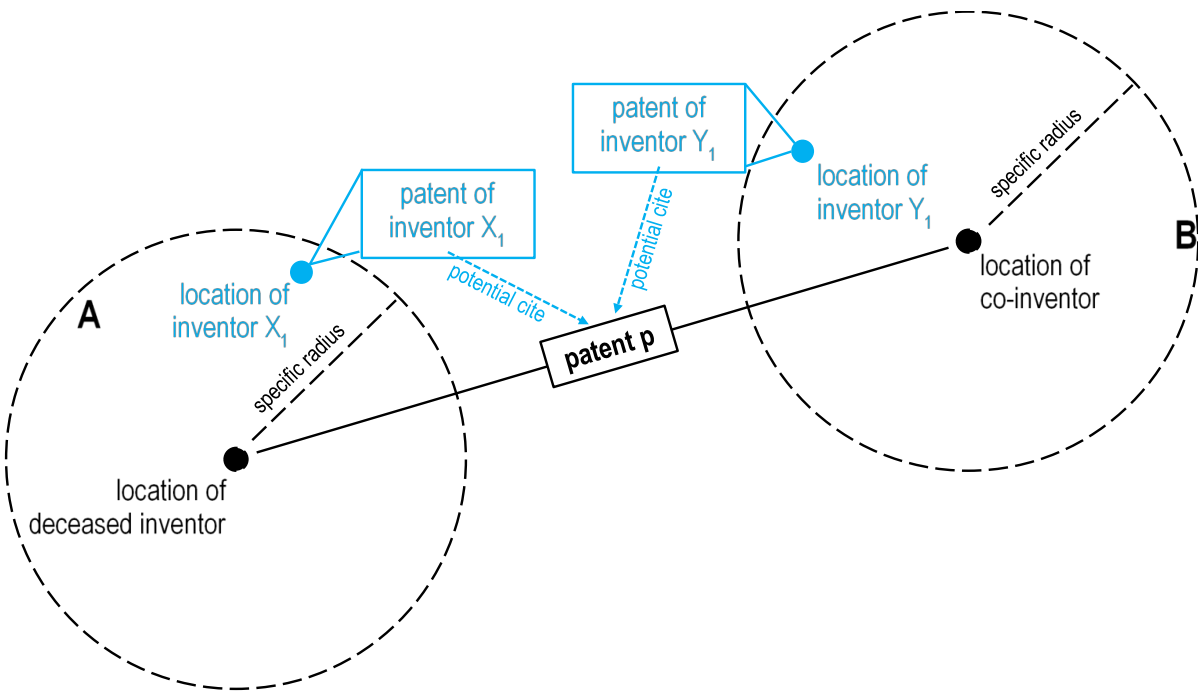 patent of
inventor Y₁
specific radius
location of
inventor Y₁
potential cite
patent of
inventor X₁
potential cite
B
location of
co-inventor
location of
inventor X₁
A
specific radius
patent p
location of
deceased inventor